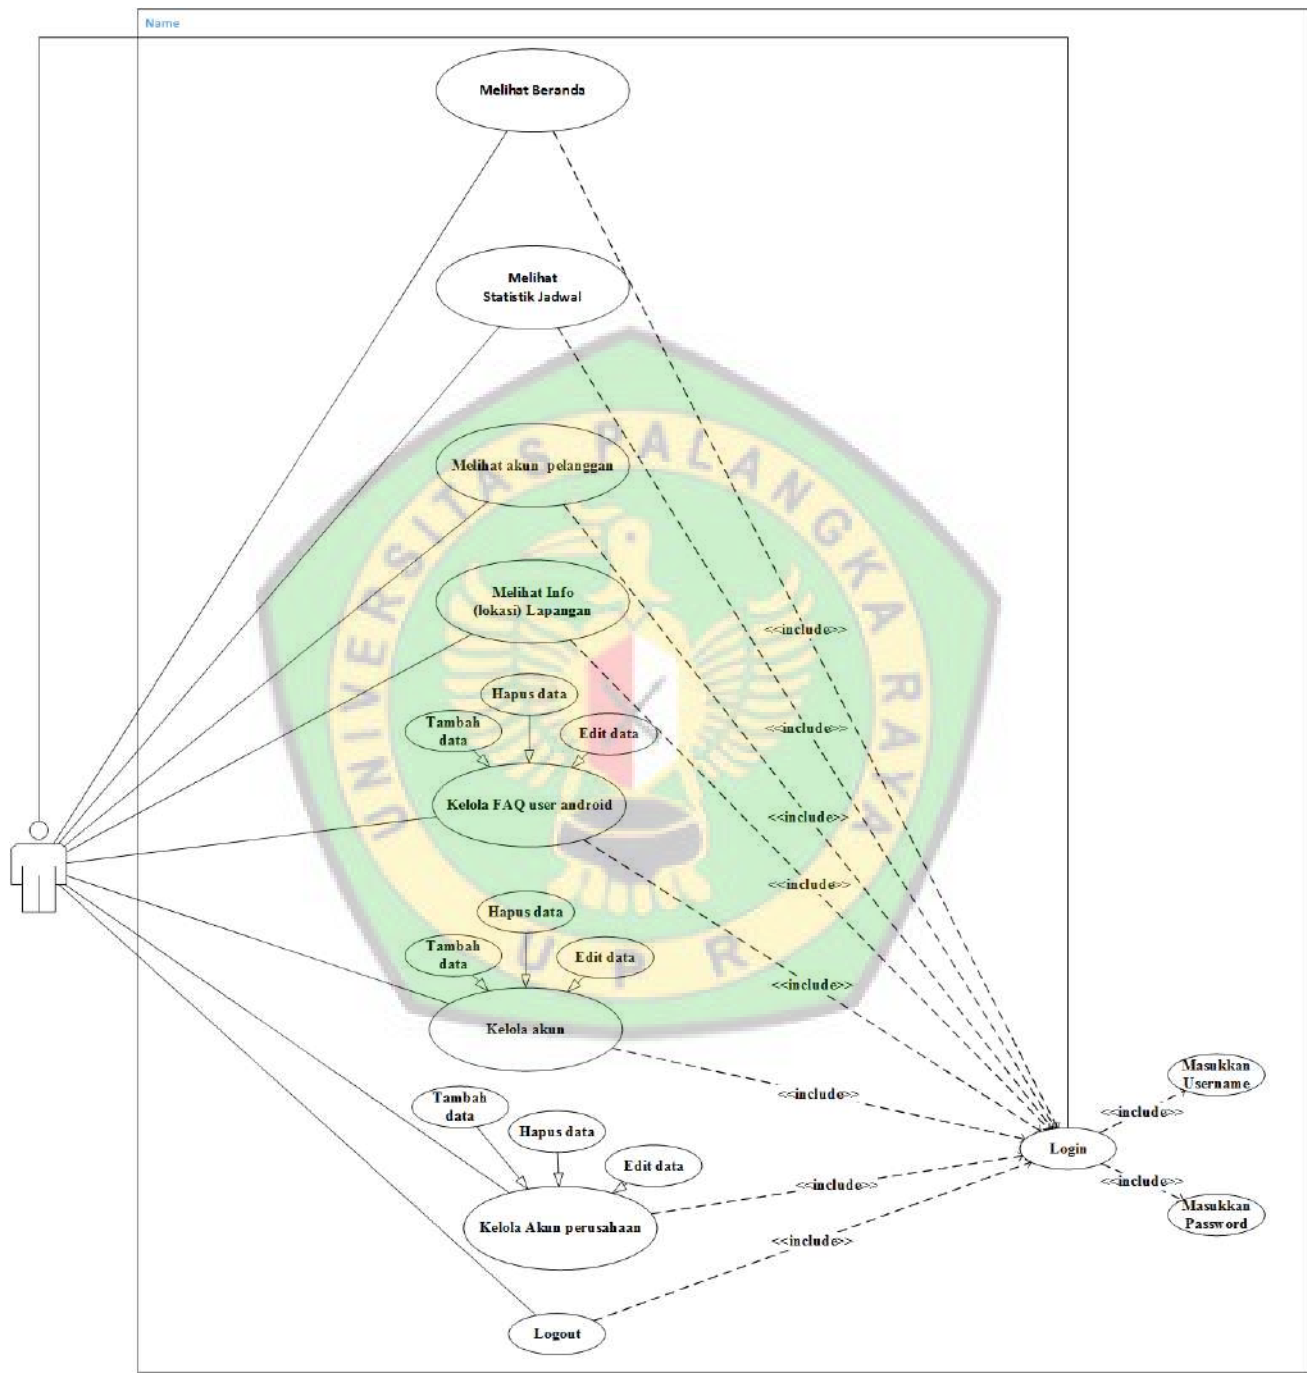 Name
Melihat Beranda
Melihat
Statistik Jadwal
UNIVERSITAS PALANGKA RAYA
Melihat akun pelanggan
Melihat Info
(lokasi) Lapangan
<<include>>
Hapus data
Tambah
data
Edit data
<<include>>
Kelola FAQ user android
<<include>>
<<include>>
Hapus data
Tambah
data
Edit data
UPR
<<include>>
Kelola akun
<<include>>
Masukkan
Username
Tambah
data
<<include>>
Hapus data
Login
Edit data
<<include>>
<<include>>
Masukkan
Password
Kelola Akun perusahaan
<<include>>
Logout